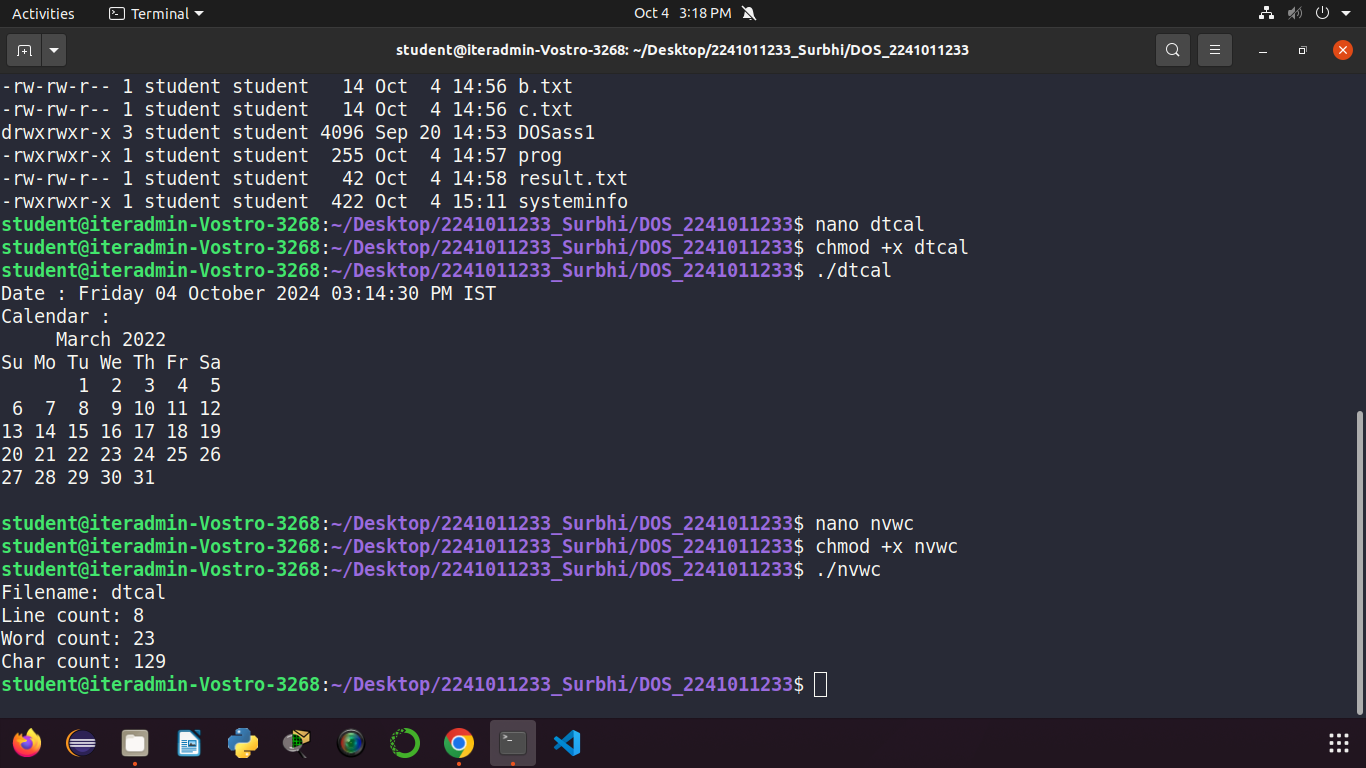 Activities Terminal Oct 4 3:18 PM
student@iteradmin-Vostro-3268: ~/Desktop/2241011233_Surbhi/DOS_2241011233
-rw-rw-r-- 1 student student   14 Oct  4 14:56 b.txt
-rw-rw-r-- 1 student student   14 Oct  4 14:56 c.txt
drwxrwxr-x 3 student student 4096 Sep 20 14:53 DOSass1
-rwxrwxr-x 1 student student  255 Oct  4 14:57 prog
-rw-rw-r-- 1 student student   42 Oct  4 14:58 result.txt
-rwxrwxr-x 1 student student  422 Oct  4 15:11 systeminfo
student@iteradmin-Vostro-3268:~/Desktop/2241011233_Surbhi/DOS_2241011233$ nano dtcal
student@iteradmin-Vostro-3268:~/Desktop/2241011233_Surbhi/DOS_2241011233$ chmod +x dtcal
student@iteradmin-Vostro-3268:~/Desktop/2241011233_Surbhi/DOS_2241011233$ ./dtcal
Date : Friday 04 October 2024 03:14:30 PM IST
Calendar :
     March 2022
Su Mo Tu We Th Fr Sa
       1  2  3  4  5
 6  7  8  9 10 11 12
13 14 15 16 17 18 19
20 21 22 23 24 25 26
27 28 29 30 31
student@iteradmin-Vostro-3268:~/Desktop/2241011233_Surbhi/DOS_2241011233$ nano nvwc
student@iteradmin-Vostro-3268:~/Desktop/2241011233_Surbhi/DOS_2241011233$ chmod +x nvwc
student@iteradmin-Vostro-3268:~/Desktop/2241011233_Surbhi/DOS_2241011233$ ./nvwc
Filename: dtcal
Line count: 8
Word count: 23
Char count: 129
student@iteradmin-Vostro-3268:~/Desktop/2241011233_Surbhi/DOS_2241011233$